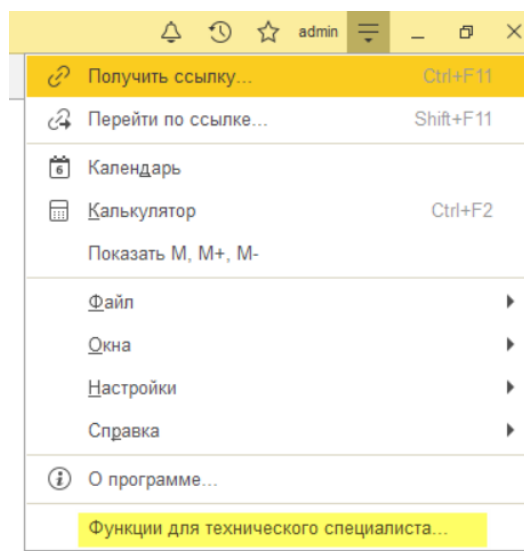 admin
Получить ссылку... Ctrl+F11
Перейти по ссылке... Shift+F11
6 Календарь
Калькулятор Ctrl+F2
Показать M, M+, M-
Файл
Окна
Настройки
Справка
О программе...
Функции для технического специалиста...